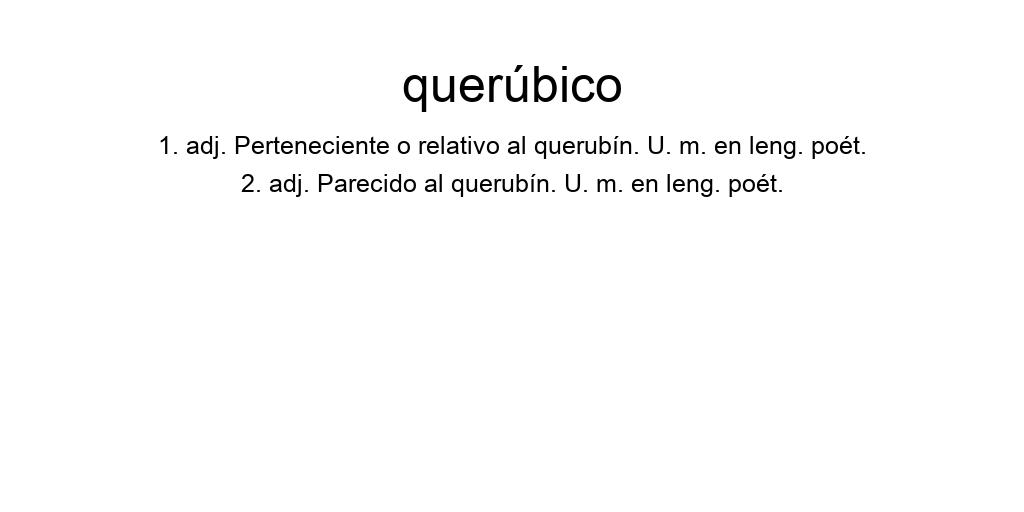 querúbico
1. adj. Perteneciente o relativo al querubín. U. m. en leng. poét.
2. adj. Parecido al querubín. U. m. en leng. poét.